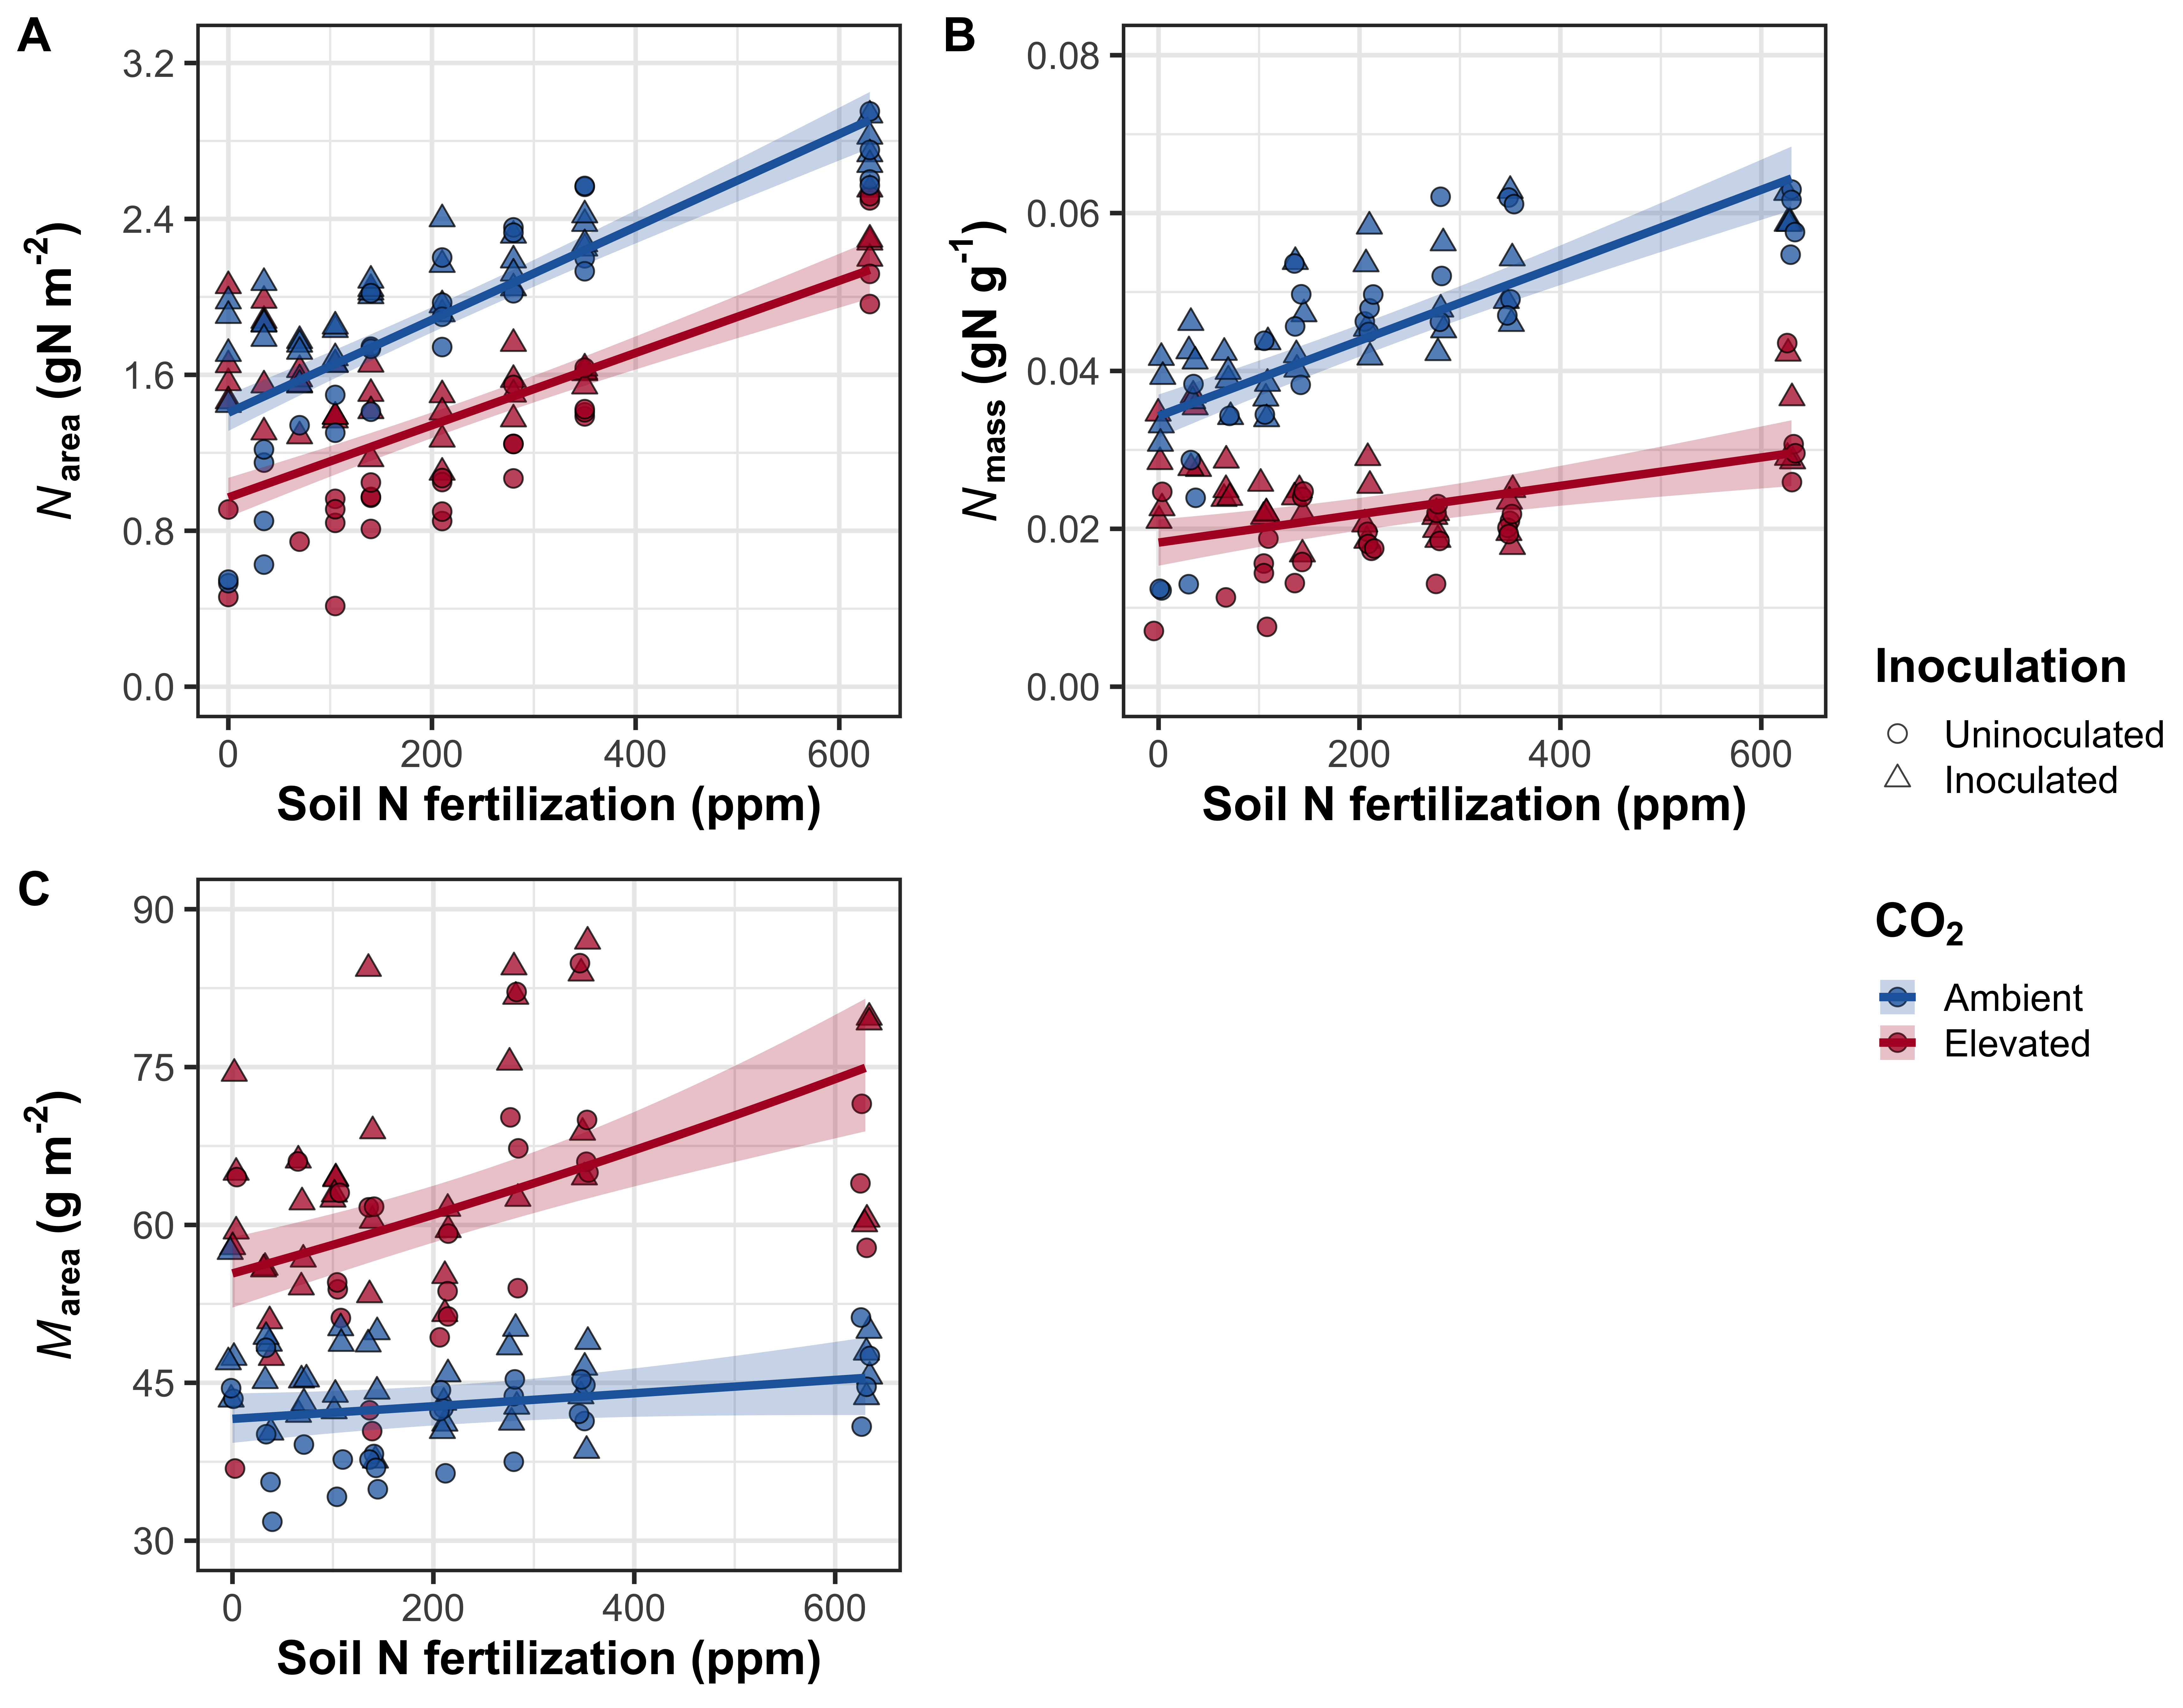 A
3.2
2.4
1.6
0.8
0.0
N area (gN m-2)
0 200 400 600
Soil N fertilization (ppm)
B
0.08
0.06
0.04
0.02
0.00
N mass (gN g-1)
0 200 400 600
Soil N fertilization (ppm)
Inoculation
Uninoculated
Inoculated
CO2
Ambient
Elevated
C
90
75
60
45
30
M area (g m-2)
0 200 400 600
Soil N fertilization (ppm)